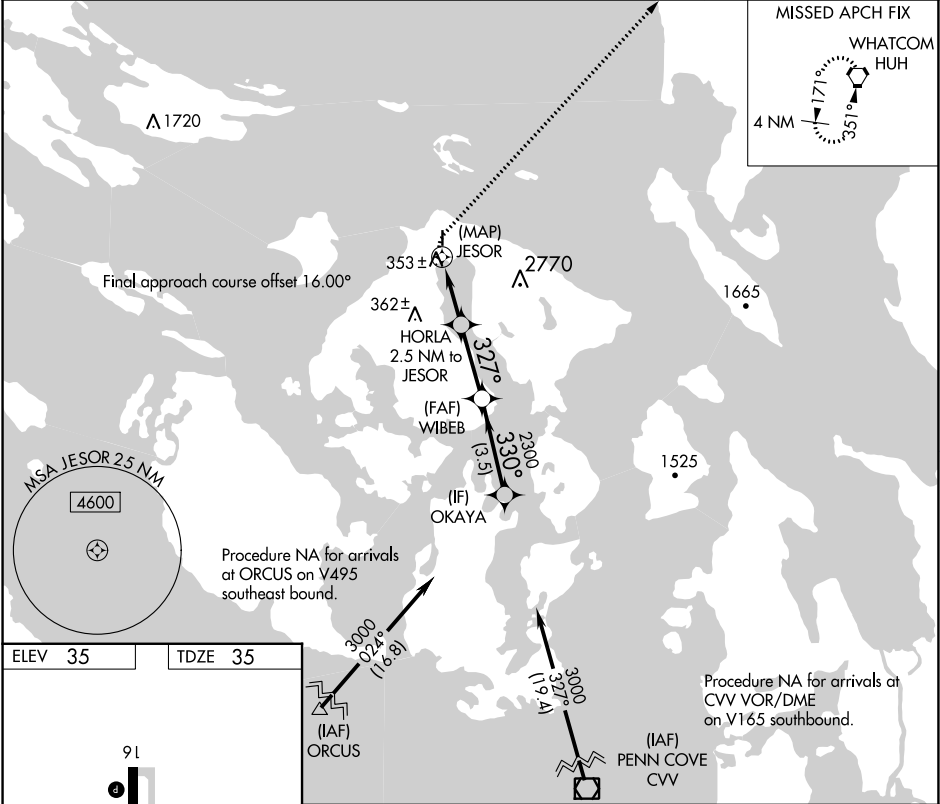 MISSED APCH FIX
WHATCOM
HUH
171°
351°
4 NM
1720
(MAP)
JESOR
353 ±
2770
Final approach course offset 16.00°
1665
362 ±
HORLA
2.5 NM to
JESOR
327°
(FAF)
WIBEB
2300
330°
(3.5)
1525
MSA JESOR 25 NM
4600
(IF)
OKAYA
Procedure NA for arrivals
at ORCUS on V495
southeast bound.
3000
024°
(16.8)
3000
327°
(19.4)
ELEV 35
TDZE 35
Procedure NA for arrivals at
CVV VOR/DME
on V165 southbound.
(IAF)
ORCUS
(IAF)
PENN COVE
CVV
16
P